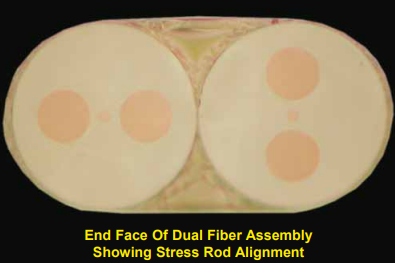 End Face Of Dual Fiber Assembly
Showing Stress Rod Alignment